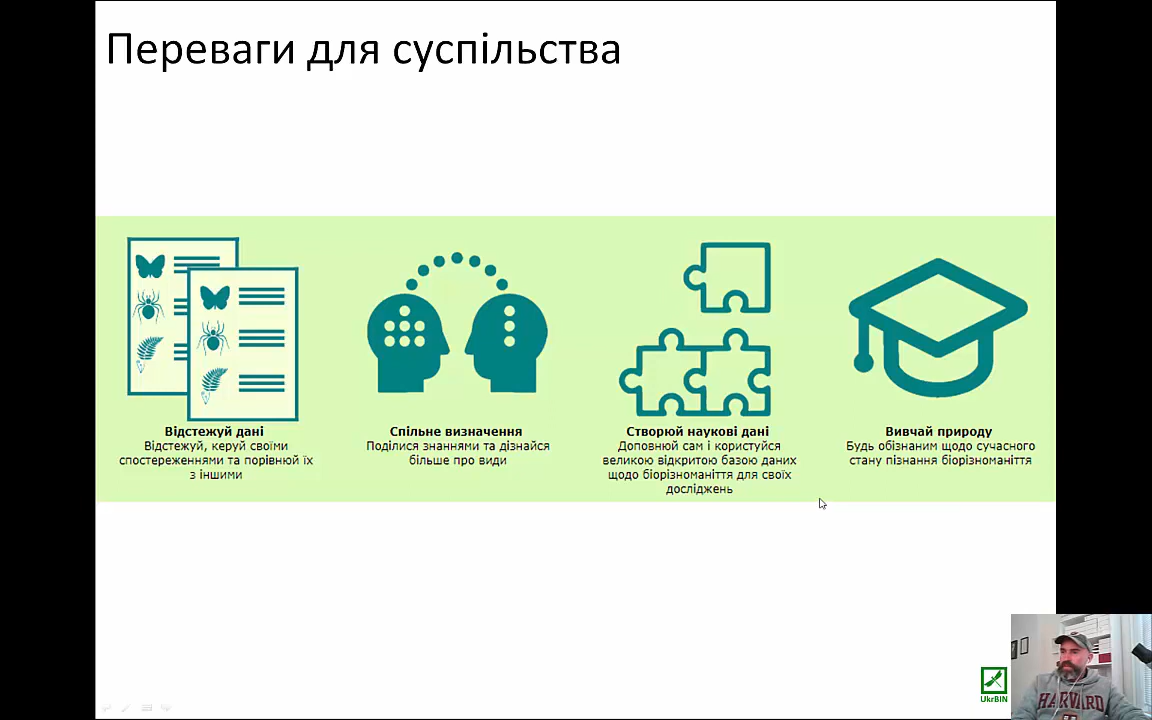 Переваги для суспільства
Відстежуй дані
Відстежуй, керуй своїми
спостереженнями та порівнюй їх
з іншими
Спільне визначення
Поділися знаннями та дізнайся
більше про види
Створюй наукові дані
Доповнюй сам і користуйся
великою відкритою базою даних
щодо біорізноманіття для своїх
досліджень
Вивчай природу
Будь обізнаним щодо сучасного
стану пізнання біорізноманіття
UkrBIN
HARVARD